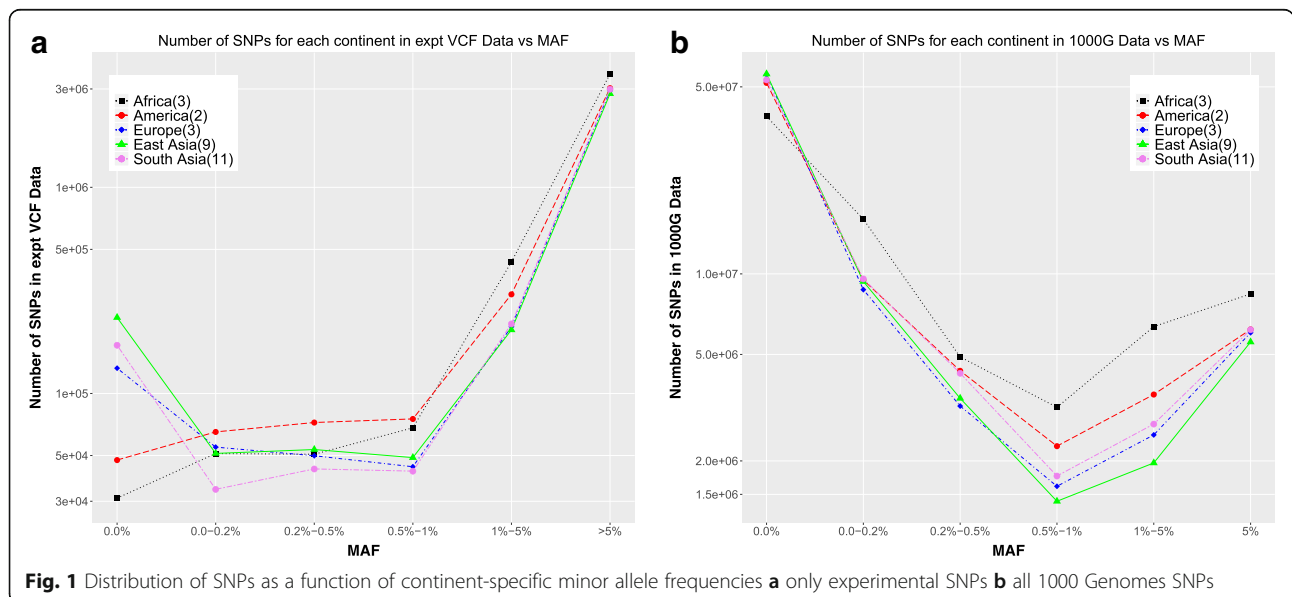 a
Number of SNPs for each continent in expt VCF Data vs MAF
Number of SNPs in expt VCF Data
3e+06
1e+06
5e+05
1e+05
5e+04
3e+04
Africa(3)
America(2)
Europe(3)
East Asia(9)
South Asia(11)
0.0%
0.0−0.2%
0.2%−0.5%
0.5%−1%
1%−5%
>5%
MAF
b
Number of SNPs for each continent in 1000G Data vs MAF
Number of SNPs in 1000G Data
5.0e+07
1.0e+07
5.0e+06
2.0e+06
1.5e+06
Africa(3)
America(2)
Europe(3)
East Asia(9)
South Asia(11)
0.0%
0.0−0.2%
0.2%−0.5%
0.5%−1%
1%−5%
5%
MAF
Fig. 1 Distribution of SNPs as a function of continent-specific minor allele frequencies a only experimental SNPs b all 1000 Genomes SNPs